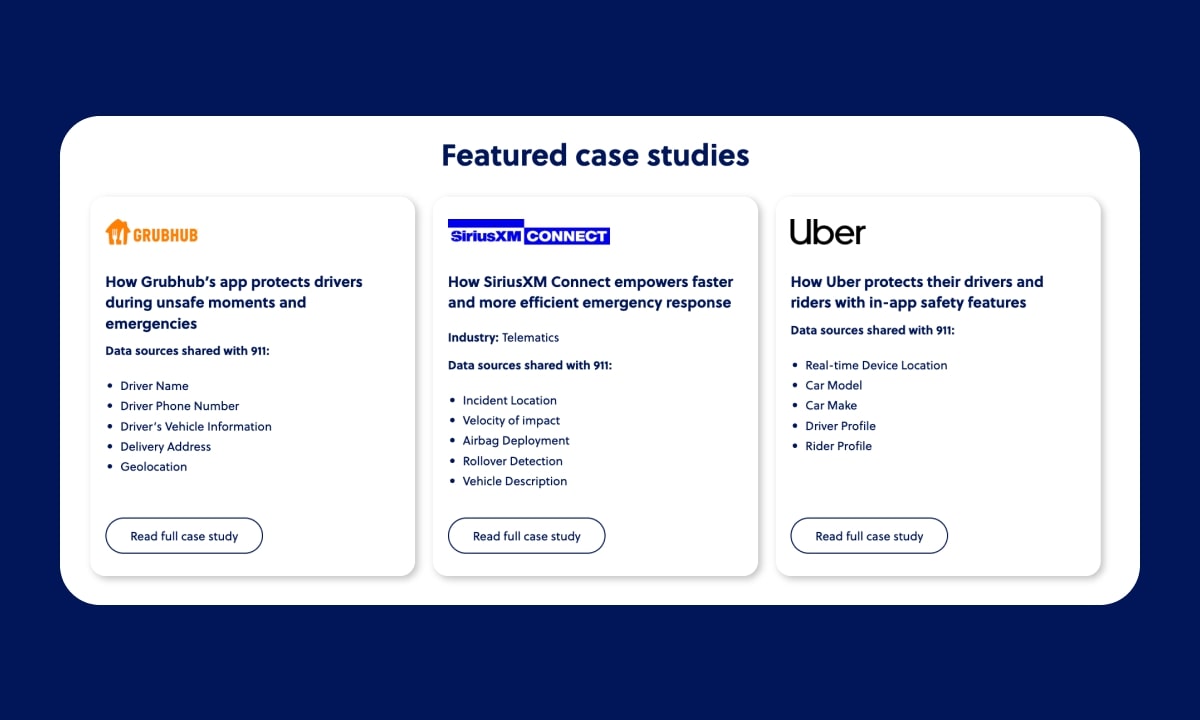 Featured case studies
GRUBHUB
How Grubhub's app protects drivers
during unsafe moments and
emergencies
Data sources shared with 911:
• Driver Name
• Driver Phone Number
• Driver's Vehicle Information
• Delivery Address
• Geolocation
Read full case study
SiriusXM CONNECT
How SiriusXM Connect empowers faster
and more efficient emergency response
Industry: Telematics
Data sources shared with 911:
• Incident Location
• Velocity of impact
• Airbag Deployment
• Rollover Detection
• Vehicle Description
Read full case study
Uber
How Uber protects their drivers and
riders with in-app safety features
Data sources shared with 911:
• Real-time Device Location
• Car Model
• Car Make
• Driver Profile
• Rider Profile
Read full case study